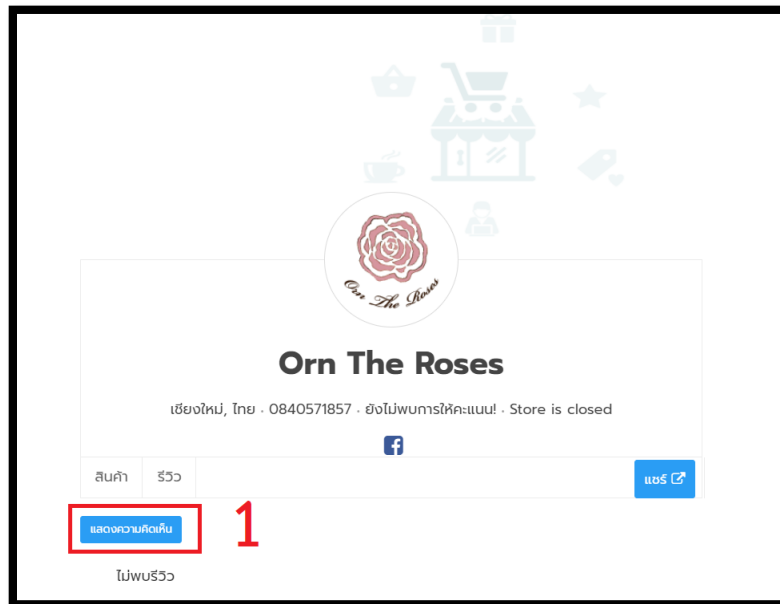 Orn The Roses
Orn The Roses
เชียงใหม่, ไทย · 0840571857 · ยังไม่พบการให้คะแนน! · Store is closed
สินค้า รีวิว แชร์
แสดงความคิดเห็น 1
ไม่พบรีวิว